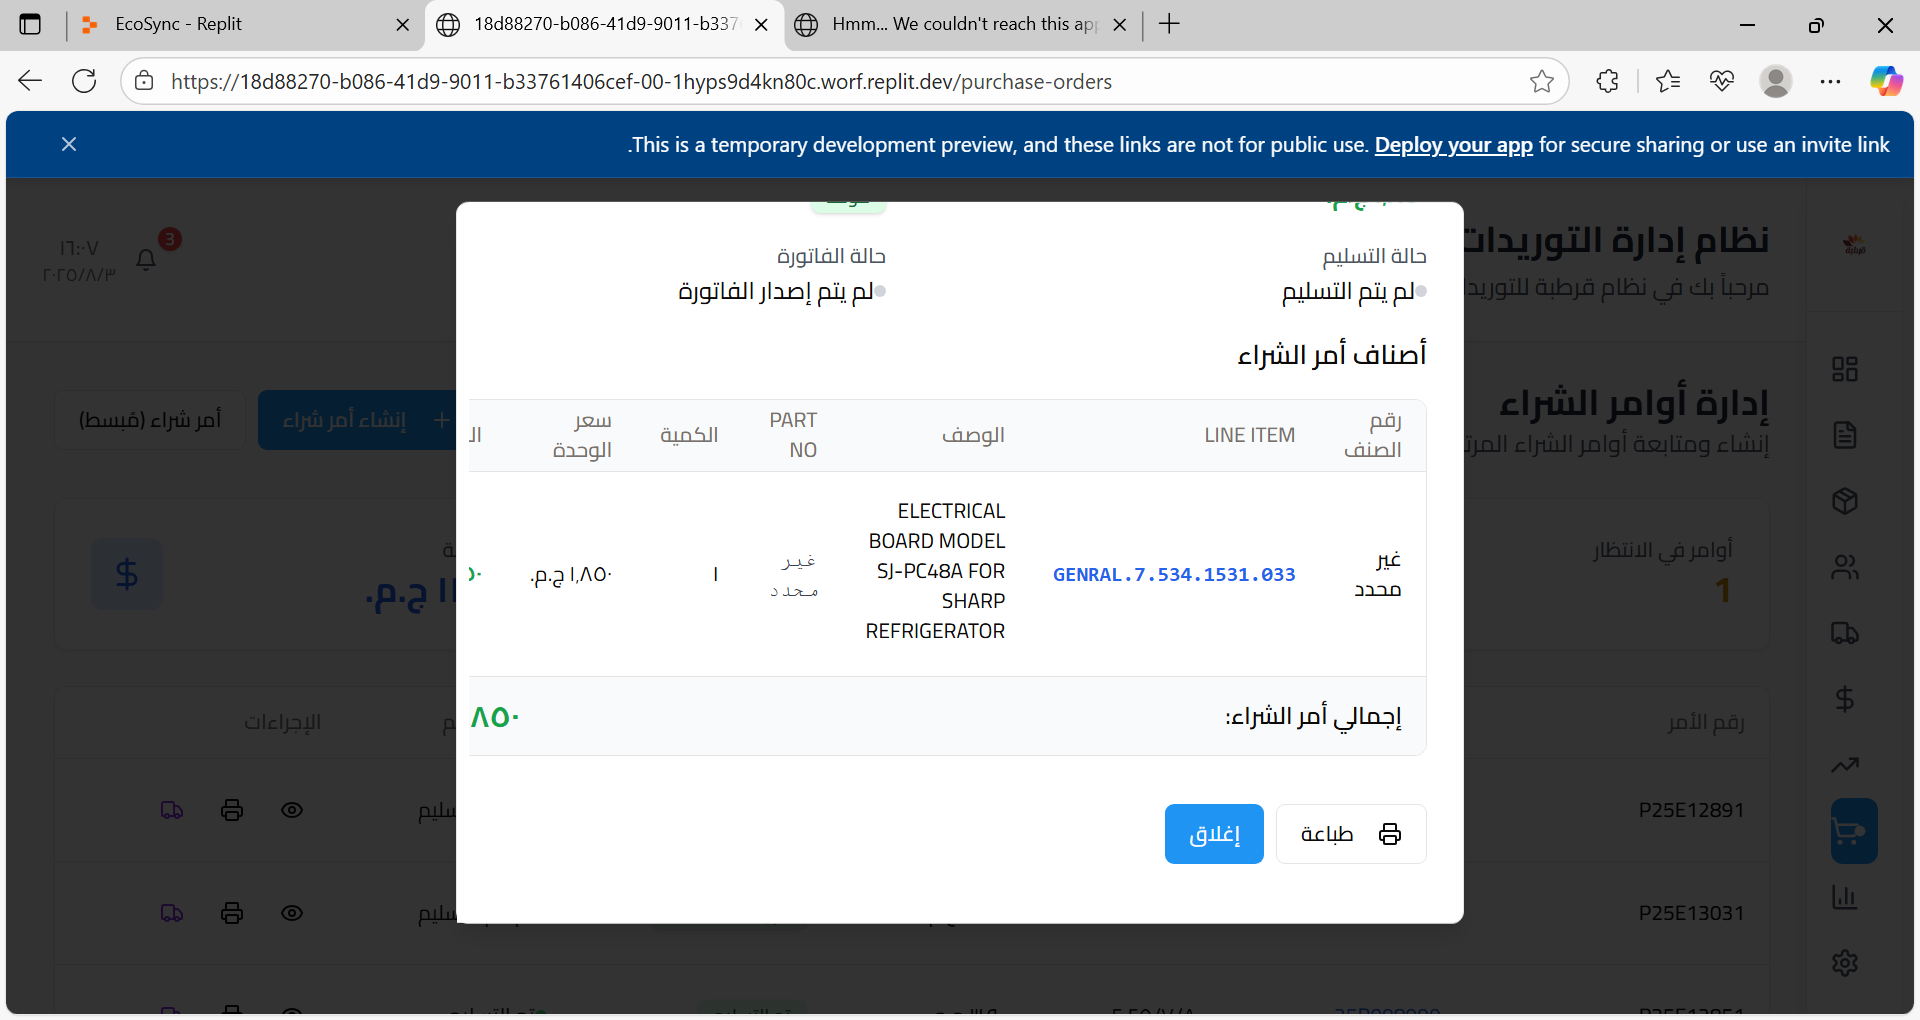 EcoSync - Replit
18d88270-b086-41d9-9011-b337
Hmm... We couldn't reach this app
https://18d88270-b086-41d9-9011-b33761406cef-00-1hyps9d4kn80c.worf.replit.dev/purchase-orders
.This is a temporary development preview, and these links are not for public use. Deploy your app for secure sharing or use an invite link
نظام إدارة التوريدات
مرحباً بك في نظام قرطبة للتوريد
3
١٦:٠٧
٢٠٢٥/٨/٣
إدارة أوامر الشراء
إنشاء ومتابعة أوامر الشراء
إنشاء أمر شراء
أمر شراء (مُبسط)
أوامر في الانتظار
1
ج.م.
رقم الأمر
الإجراءات
P25E12891
P25E13031
حالة التسليم
لم يتم التسليم
حالة الفاتورة
لم يتم إصدار الفاتورة
أصناف أمر الشراء
رقم الصنف
LINE ITEM
الوصف
PART NO
الكمية
سعر الوحدة
غير محدد
GENRAL.7.534.1531.033
ELECTRICAL
BOARD MODEL
SJ-PC48A FOR
SHARP
REFRIGERATOR
غير محدد
١
١٬٨٥٠ ج.م.
إجمالي أمر الشراء:
٨٥٠
طباعة
إغلاق